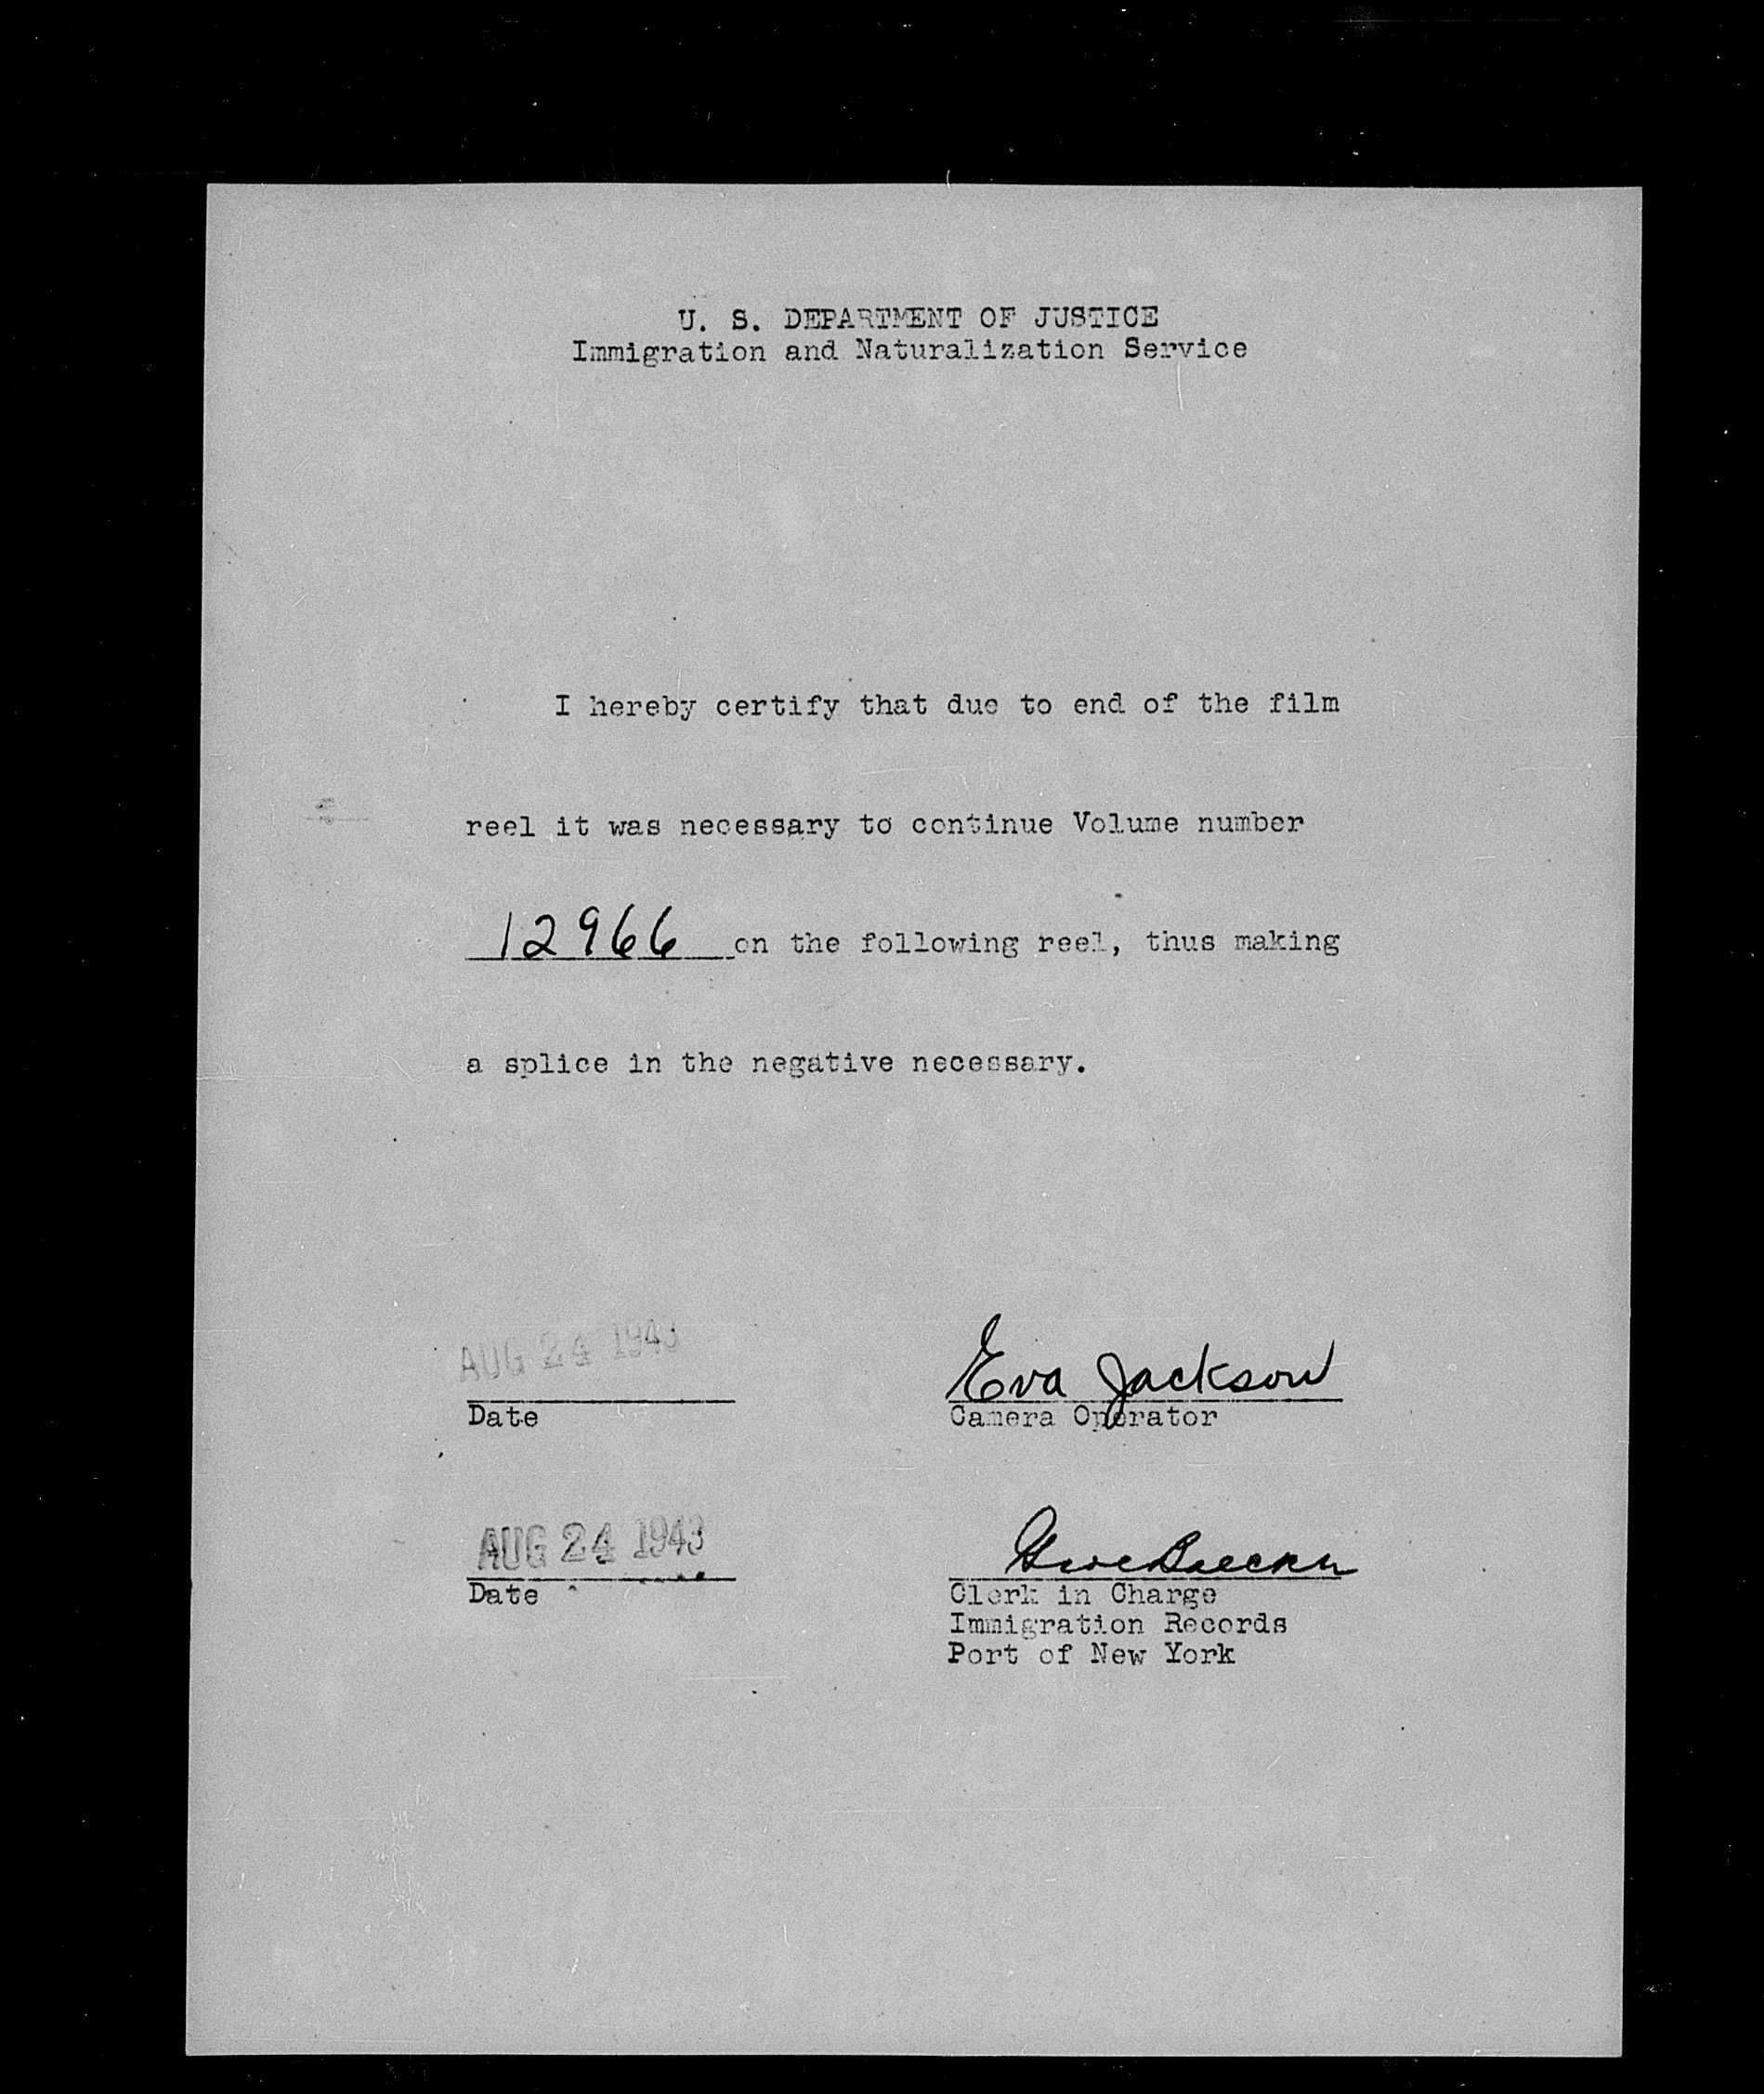 U. S. DEPARTMENT OF JUSTICE
Immigration and Naturalization Service
I hereby certify that due to end of the film
reel it was necessary to continue Volume number
12966 on the following reel, thus making
a splice in the negative necessary.
AUG 24 1943
Eva Jackson
Date
Camera Operator
AUG 24 1943
Date
Clerk in Charge
Immigration Records
Port of New York